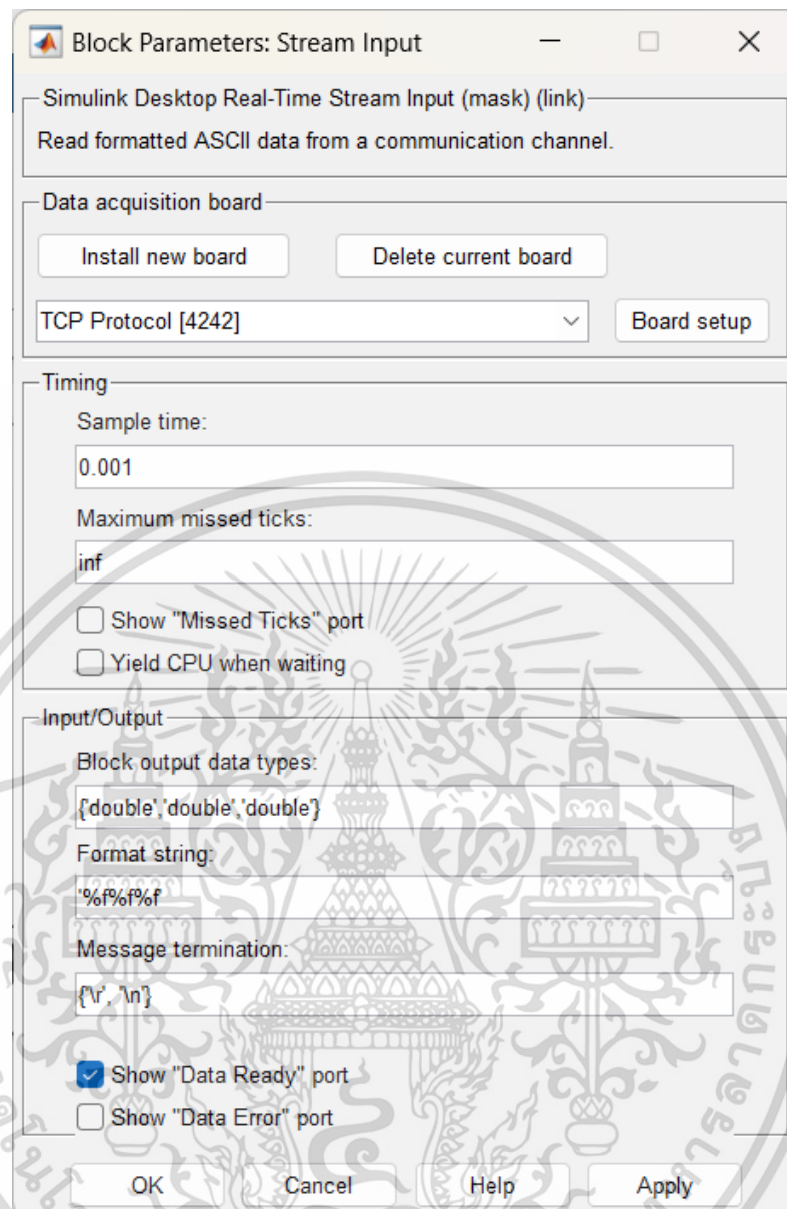 Block Parameters: Stream Input
Simulink Desktop Real-Time Stream Input (mask) (link)
Read formatted ASCII data from a communication channel.
Data acquisition board
Install new board Delete current board
TCP Protocol [4242] Board setup
Timing
Sample time:
0.001
Maximum missed ticks:
inf
Show "Missed Ticks" port
Yield CPU when waiting
Input/Output
Block output data types:
{'double','double','double'}
Format string:
'%f%f%f
Message termination:
{'\r', '\n'}
Show "Data Ready" port
Show "Data Error" port
OK Cancel Help Apply